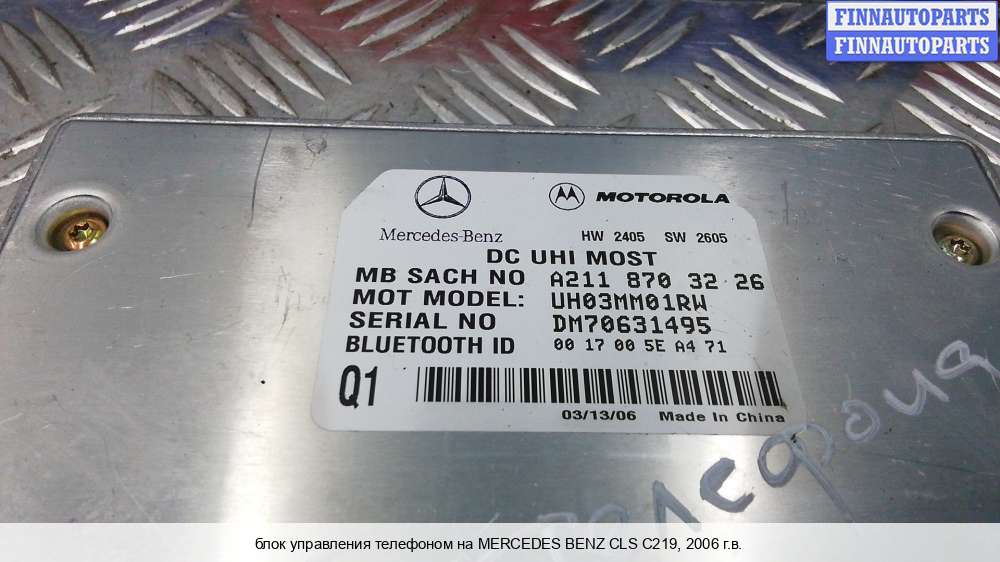 FINNAUTOPARTS
FINNAUTOPARTS
MOTOROLA
Mercedes-Benz HW 2405 SW 2605
DC UHI MOST
MB SACH NO A211 870 32 26
MOT MODEL: UH03MM01RW
SERIAL NO DM70631495
BLUETOOTH ID 00 17 00 5E A4 71
Q1
03/13/06 Made In China
блок управления телефоном на MERCEDES BENZ CLS C219, 2006 г.в.